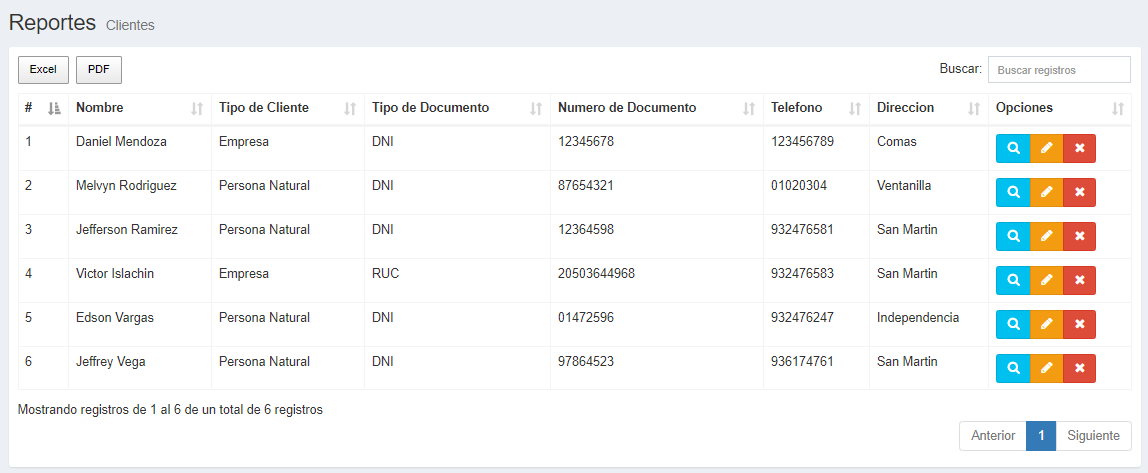 Reportes Clientes
Excel PDF Buscar: Buscar registros
# Nombre Tipo de Cliente Tipo de Documento Numero de Documento Telefono Direccion Opciones
1 Daniel Mendoza Empresa DNI 12345678 123456789 Comas
2 Melvyn Rodriguez Persona Natural DNI 87654321 01020304 Ventanilla
3 Jefferson Ramirez Persona Natural DNI 12364598 932476581 San Martin
4 Victor Islachin Empresa RUC 20503644968 932476583 San Martin
5 Edson Vargas Persona Natural DNI 01472596 932476247 Independencia
6 Jeffrey Vega Persona Natural DNI 97864523 936174761 San Martin
Mostrando registros de 1 al 6 de un total de 6 registros
Anterior 1 Siguiente